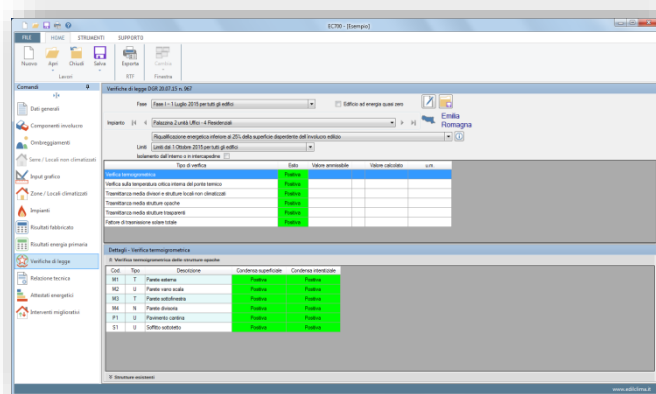 EC700 - [Esempio]
FILE HOME STRUMENTI SUPPORTO
Nuovo Apri Chiudi Salva Esporta Cambia
Lavori RTF Finestra
Comandi
Dati generali
Componenti involucro
Ombreggiamenti
Serre / Locali non climatizzati
Input grafico
Zone / Locali climatizzati
Impianti
Risultati fabbricato
Risultati energia primaria
Verifiche di legge
Relazione tecnica
Attestati energetici
Interventi migliorativi
Verifiche di legge DGR 20.07.15 n. 967
Fase Fase I - 1 Luglio 2015 per tutti gli edifici Edificio ad energia quasi zero
Emilia
Romagna
Impianto Palazzina 2 unità Uffici - 4 Residenziali
Riqualificazione energetica inferiore al 25% della superficie disperdente dell'involucro edilizio
Limiti Limiti dal 1 Ottobre 2015 per tutti gli edifici
Isolamento dall'interno o in intercapedine
Tipo di verifica Esito Valore ammissibile Valore calcolato u.m.
Verifica termoigrometrica Positiva
Verifica sulla temperatura critica interna del ponte termico Positiva
Trasmittanza media divisori e strutture locali non climatizzati Positiva
Trasmittanza media strutture opache Positiva
Trasmittanza media strutture trasparenti Positiva
Fattore di trasmissione solare totale Positiva
Dettagli - Verifica termoigrometrica
Verifica termoigrometrica delle strutture opache
Cod. Tipo Descrizione Condensa superficiale Condensa interstiziale
M1 T Parete esterna Positiva Positiva
M2 U Parete vano scala Positiva Positiva
M3 T Parete sottofinestra Positiva Positiva
M4 N Parete divisoria Positiva Positiva
P1 U Pavimento cantina Positiva Positiva
S1 U Soffitto sottotetto Positiva Positiva
Strutture esistenti
www.edilclima.it